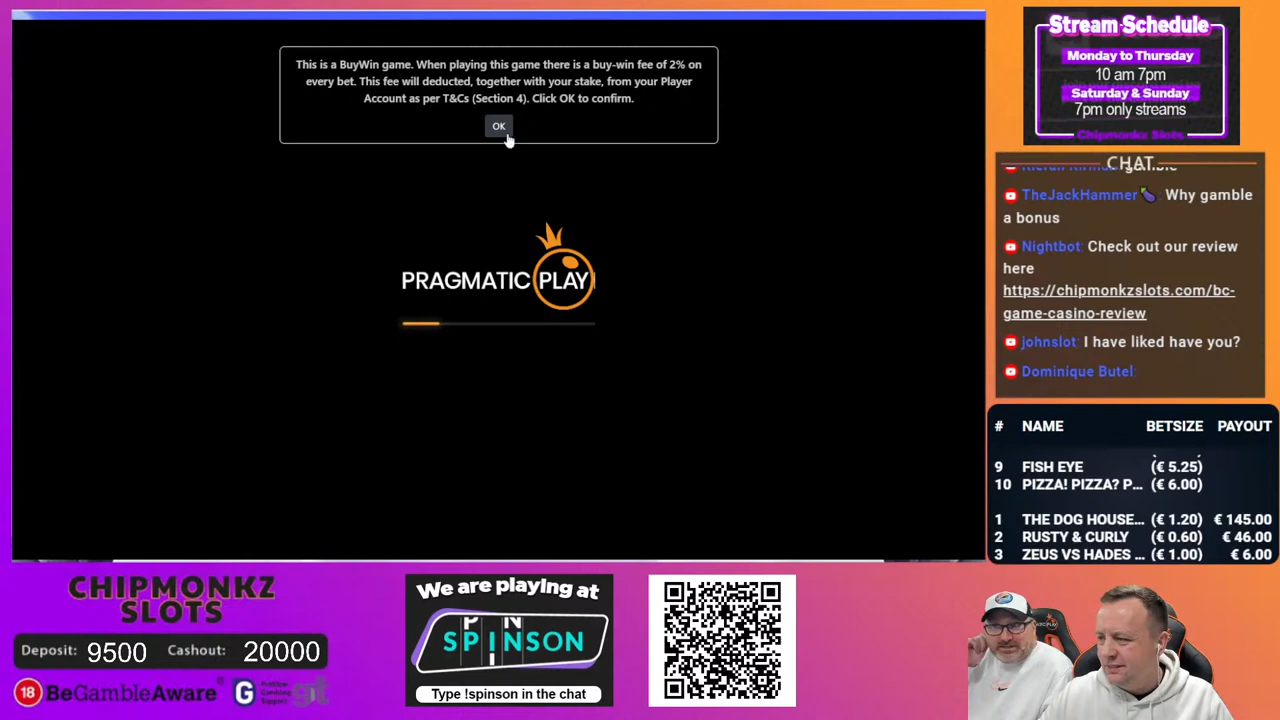 This is a BuyWin game. When playing this game there is a buy-win fee of 2% on
every bet. This fee will deducted, together with your stake, from your Player
Account as per T&Cs (Section 4). Click OK to confirm.
OK
PRAGMATIC PLAY
Stream Schedule
Monday to Thursday
10 am 7pm
Saturday & Sunday
7pm only streams
Chipmonkz Slots
CHAT
gamble
TheJackHammer: Why gamble
a bonus
Nightbot: Check out our review
here
https://chipmonkzslots.com/bc-
game-casino-review
johnslot: I have liked have you?
Dominique Butel:
# NAME BETSIZE PAYOUT
9 FISH EYE (€ 5.25)
10 PIZZA! PIZZA? P... (€ 6.00)
1 THE DOG HOUSE... (€ 1.20) € 145.00
2 RUSTY & CURLY (€ 0.60) € 46.00
3 ZEUS VS HADES ... (€ 1.00) € 6.00
CHIPMONKZ
SLOTS
Deposit: 9500 Cashout: 20000
18 BeGambleAware
We are playing at
SPINSON
Type !spinson in the chat